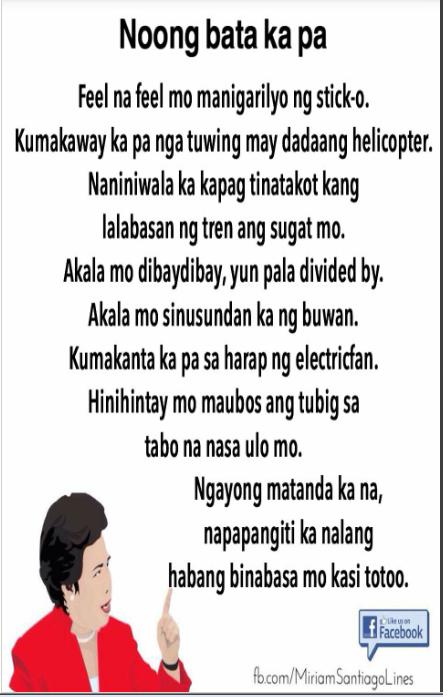 Noong bata ka pa
Feel na feel mo manigarilyo ng stick-o.
Kumakaway ka pa nga tuwing may dadaang helicopter.
Naniniwala ka kapag tinatakot kang
lalabasan ng tren ang sugat mo.
Akala mo dibaydibay, yun pala divided by.
Akala mo sinusundan ka ng buwan.
Kumakanta ka pa sa harap ng electricfan.
Hinihintay mo maubos ang tubig sa
tabo na nasa ulo mo.
Ngayong matanda ka na,
napapangiti ka nalang
habang binabasa mo kasi totoo.
Like us on
Facebook
fb.com/MiriamSantiagoLines